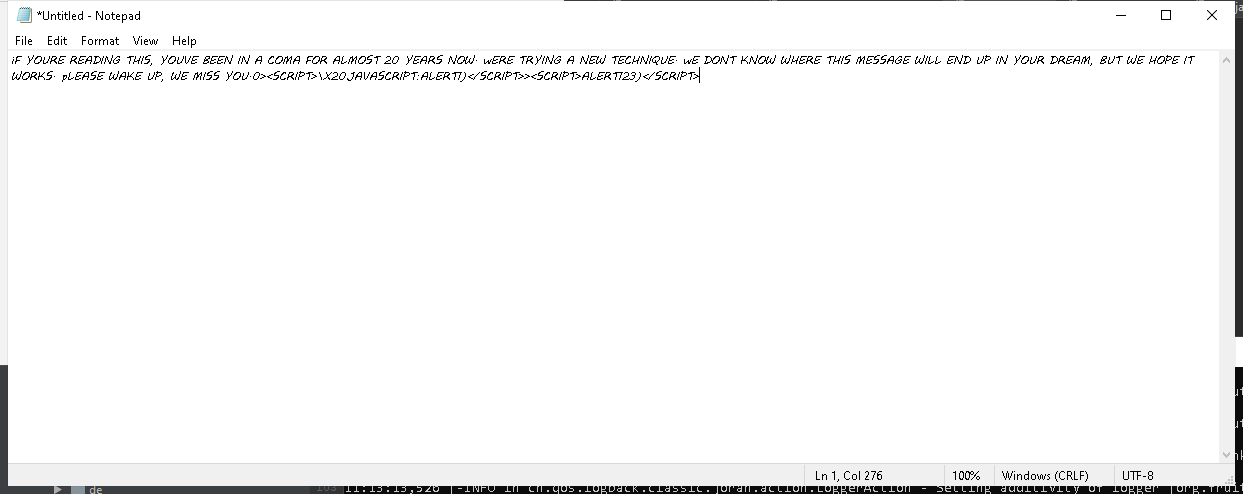 *Untitled - Notepad
File Edit Format View Help
iF YOURE READING THIS, YOUVE BEEN IN A COMA FOR ALMOST 20 YEARS NOW. wERE TRYING A NEW TECHNIQUE. wE DONT KNOW WHERE THIS MESSAGE WILL END UP IN YOUR DREAM, BUT WE HOPE IT
WORKS. pLEASE WAKE UP, WE MISS YOU.0><SCRIPT>\X20JAVASCRIPT:ALERT1)</SCRIPT>><SCRIPT>ALERT123)</SCRIPT>
Ln 1, Col 276 100% Windows (CRLF) UTF-8
de 11:13:13,526 |-INFO in ch.qos.logback.classic.joran.action.LoggerAction - Setting additivity of logger